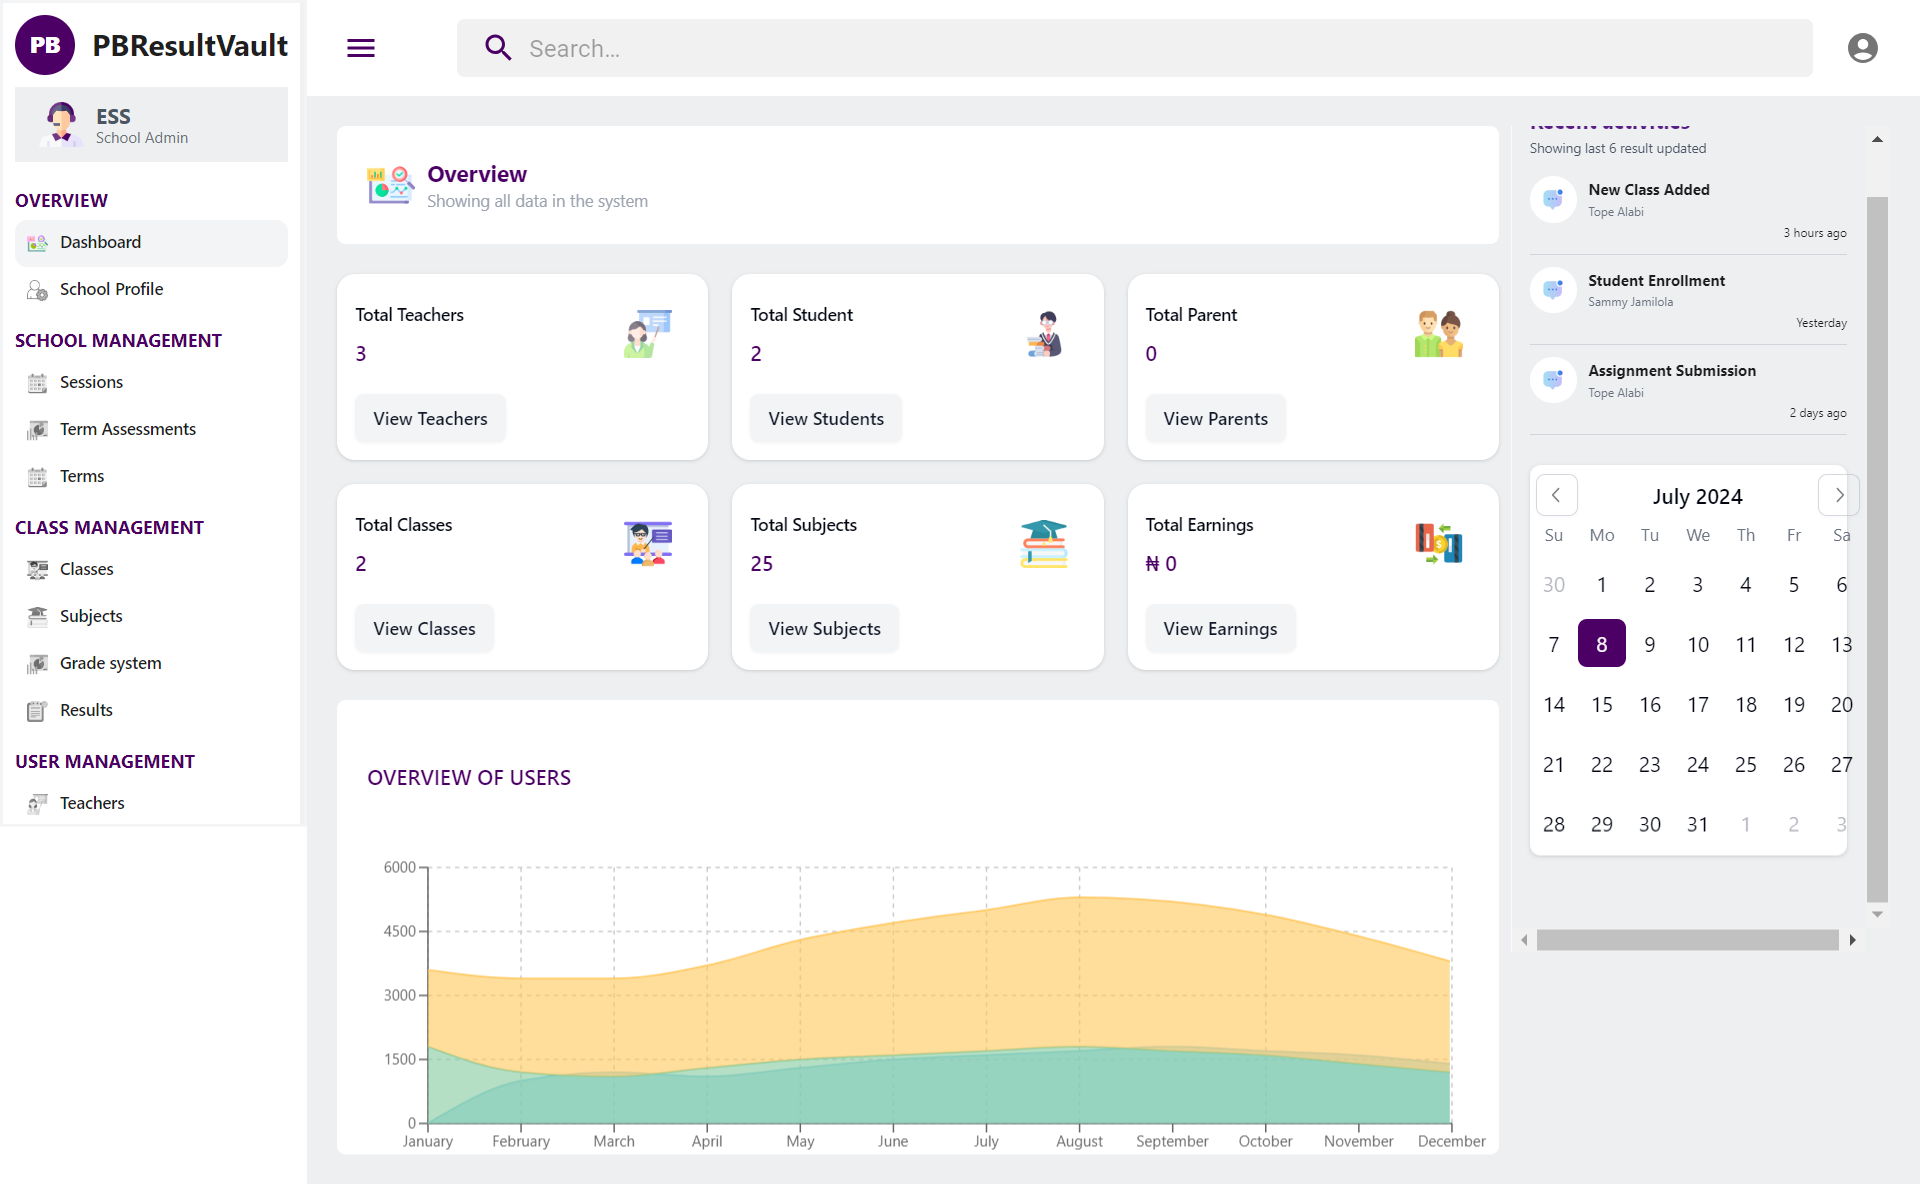 PB PBResultVault
ESS
School Admin
OVERVIEW
Dashboard
School Profile
SCHOOL MANAGEMENT
Sessions
Term Assessments
Terms
CLASS MANAGEMENT
Classes
Subjects
Grade system
Results
USER MANAGEMENT
Teachers
Search...
Overview
Showing all data in the system
Total Teachers
3
View Teachers
Total Student
2
View Students
Total Parent
0
View Parents
Total Classes
2
View Classes
Total Subjects
25
View Subjects
Total Earnings
₦ 0
View Earnings
OVERVIEW OF USERS
6000
4500
3000
1500
0
January February March April May June July August September October November December
Recent activities
Showing last 6 result updated
New Class Added
Tope Alabi
3 hours ago
Student Enrollment
Sammy Jamilola
Yesterday
Assignment Submission
Tope Alabi
2 days ago
July 2024
Su Mo Tu We Th Fr Sa
30 1 2 3 4 5 6
7 8 9 10 11 12 13
14 15 16 17 18 19 20
21 22 23 24 25 26 27
28 29 30 31 1 2 3